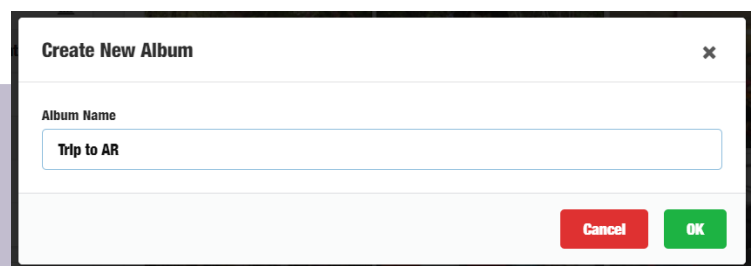 Create New Album
×
Album Name
Trip to AR
Cancel
OK